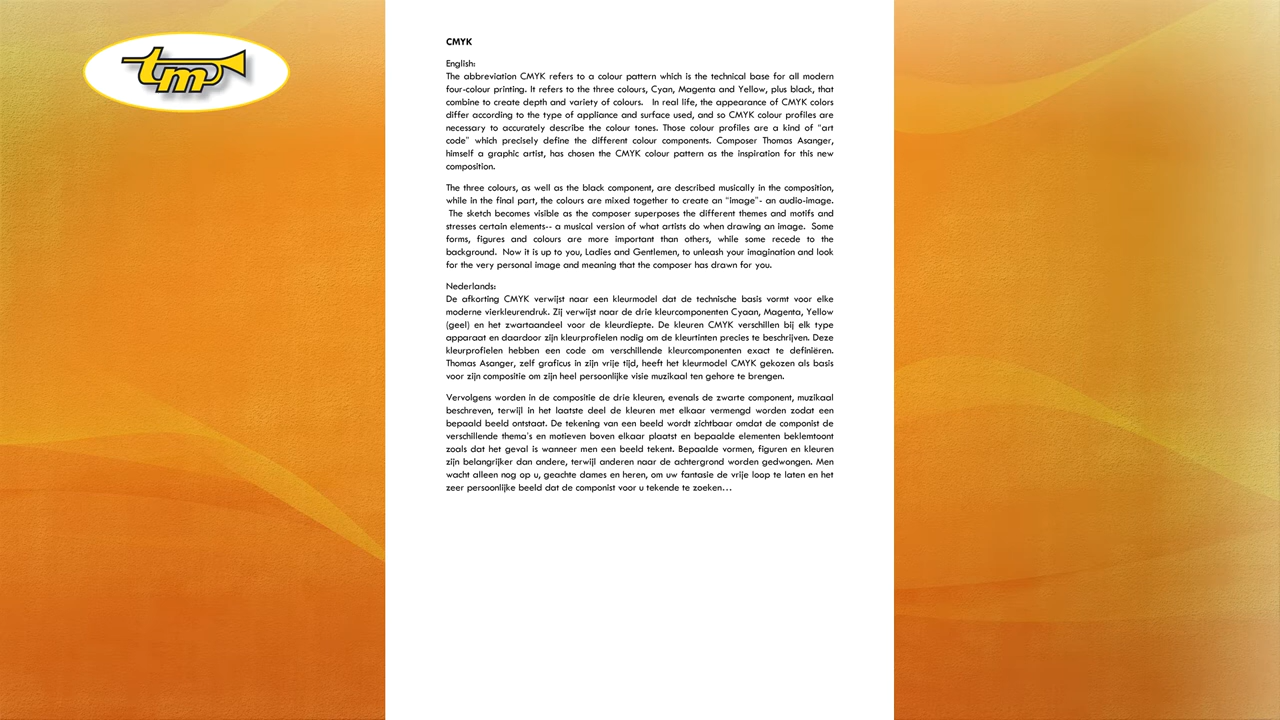 tm
CMYK
English:
The abbreviation CMYK refers to a colour pattern which is the technical base for all modern
four-colour printing. It refers to the three colours, Cyan, Magenta and Yellow, plus black, that
combine to create depth and variety of colours.   In real life, the appearance of CMYK colors
differ according to the type of appliance and surface used, and so CMYK colour profiles are
necessary to accurately describe the colour tones. Those colour profiles are a kind of “art
code” which precisely define the different colour components. Composer Thomas Asanger,
himself a graphic artist, has chosen the CMYK colour pattern as the inspiration for this new
composition.
The three colours, as well as the black component, are described musically in the composition,
while in the final part, the colours are mixed together to create an “image”- an audio-image.
The sketch becomes visible as the composer superposes the different themes and motifs and
stresses certain elements-- a musical version of what artists do when drawing an image.  Some
forms, figures and colours are more important than others, while some recede to the
background.  Now it is up to you, Ladies and Gentlemen, to unleash your imagination and look
for the very personal image and meaning that the composer has drawn for you.
Nederlands:
De afkorting CMYK verwijst naar een kleurmodel dat de technische basis vormt voor elke
moderne vierkleurendruk. Zij verwijst naar de drie kleurcomponenten Cyaan, Magenta, Yellow
(geel) en het zwartaandeel voor de kleurdiepte. De kleuren CMYK verschillen bij elk type
apparaat en daardoor zijn kleurprofielen nodig om de kleurtinten precies te beschrijven. Deze
kleurprofielen hebben een code om verschillende kleurcomponenten exact te definiëren.
Thomas Asanger, zelf graficus in zijn vrije tijd, heeft het kleurmodel CMYK gekozen als basis
voor zijn compositie om zijn heel persoonlijke visie muzikaal ten gehore te brengen.
Vervolgens worden in de compositie de drie kleuren, evenals de zwarte component, muzikaal
beschreven, terwijl in het laatste deel de kleuren met elkaar vermengd worden zodat een
bepaald beeld ontstaat. De tekening van een beeld wordt zichtbaar omdat de componist de
verschillende thema’s en motieven boven elkaar plaatst en bepaalde elementen beklemtoont
zoals dat het geval is wanneer men een beeld tekent. Bepaalde vormen, figuren en kleuren
zijn belangrijker dan andere, terwijl anderen naar de achtergrond worden gedwongen. Men
wacht alleen nog op u, geachte dames en heren, om uw fantasie de vrije loop te laten en het
zeer persoonlijke beeld dat de componist voor u tekende te zoeken…